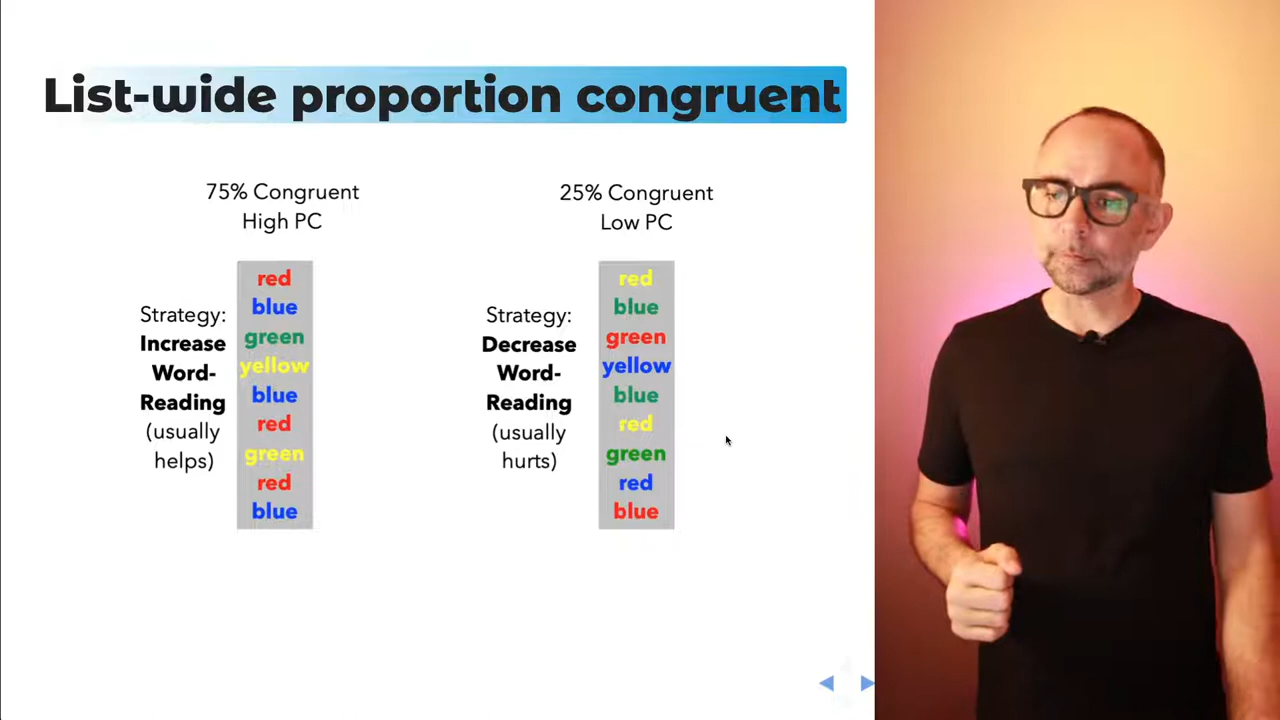 List-wide proportion congruent
75% Congruent
High PC
25% Congruent
Low PC
Strategy:
Increase
Word-
Reading
(usually
helps)
red
blue
green
yellow
blue
red
green
red
blue
Strategy:
Decrease
Word-
Reading
(usually
hurts)
red
blue
green
yellow
blue
red
green
red
blue